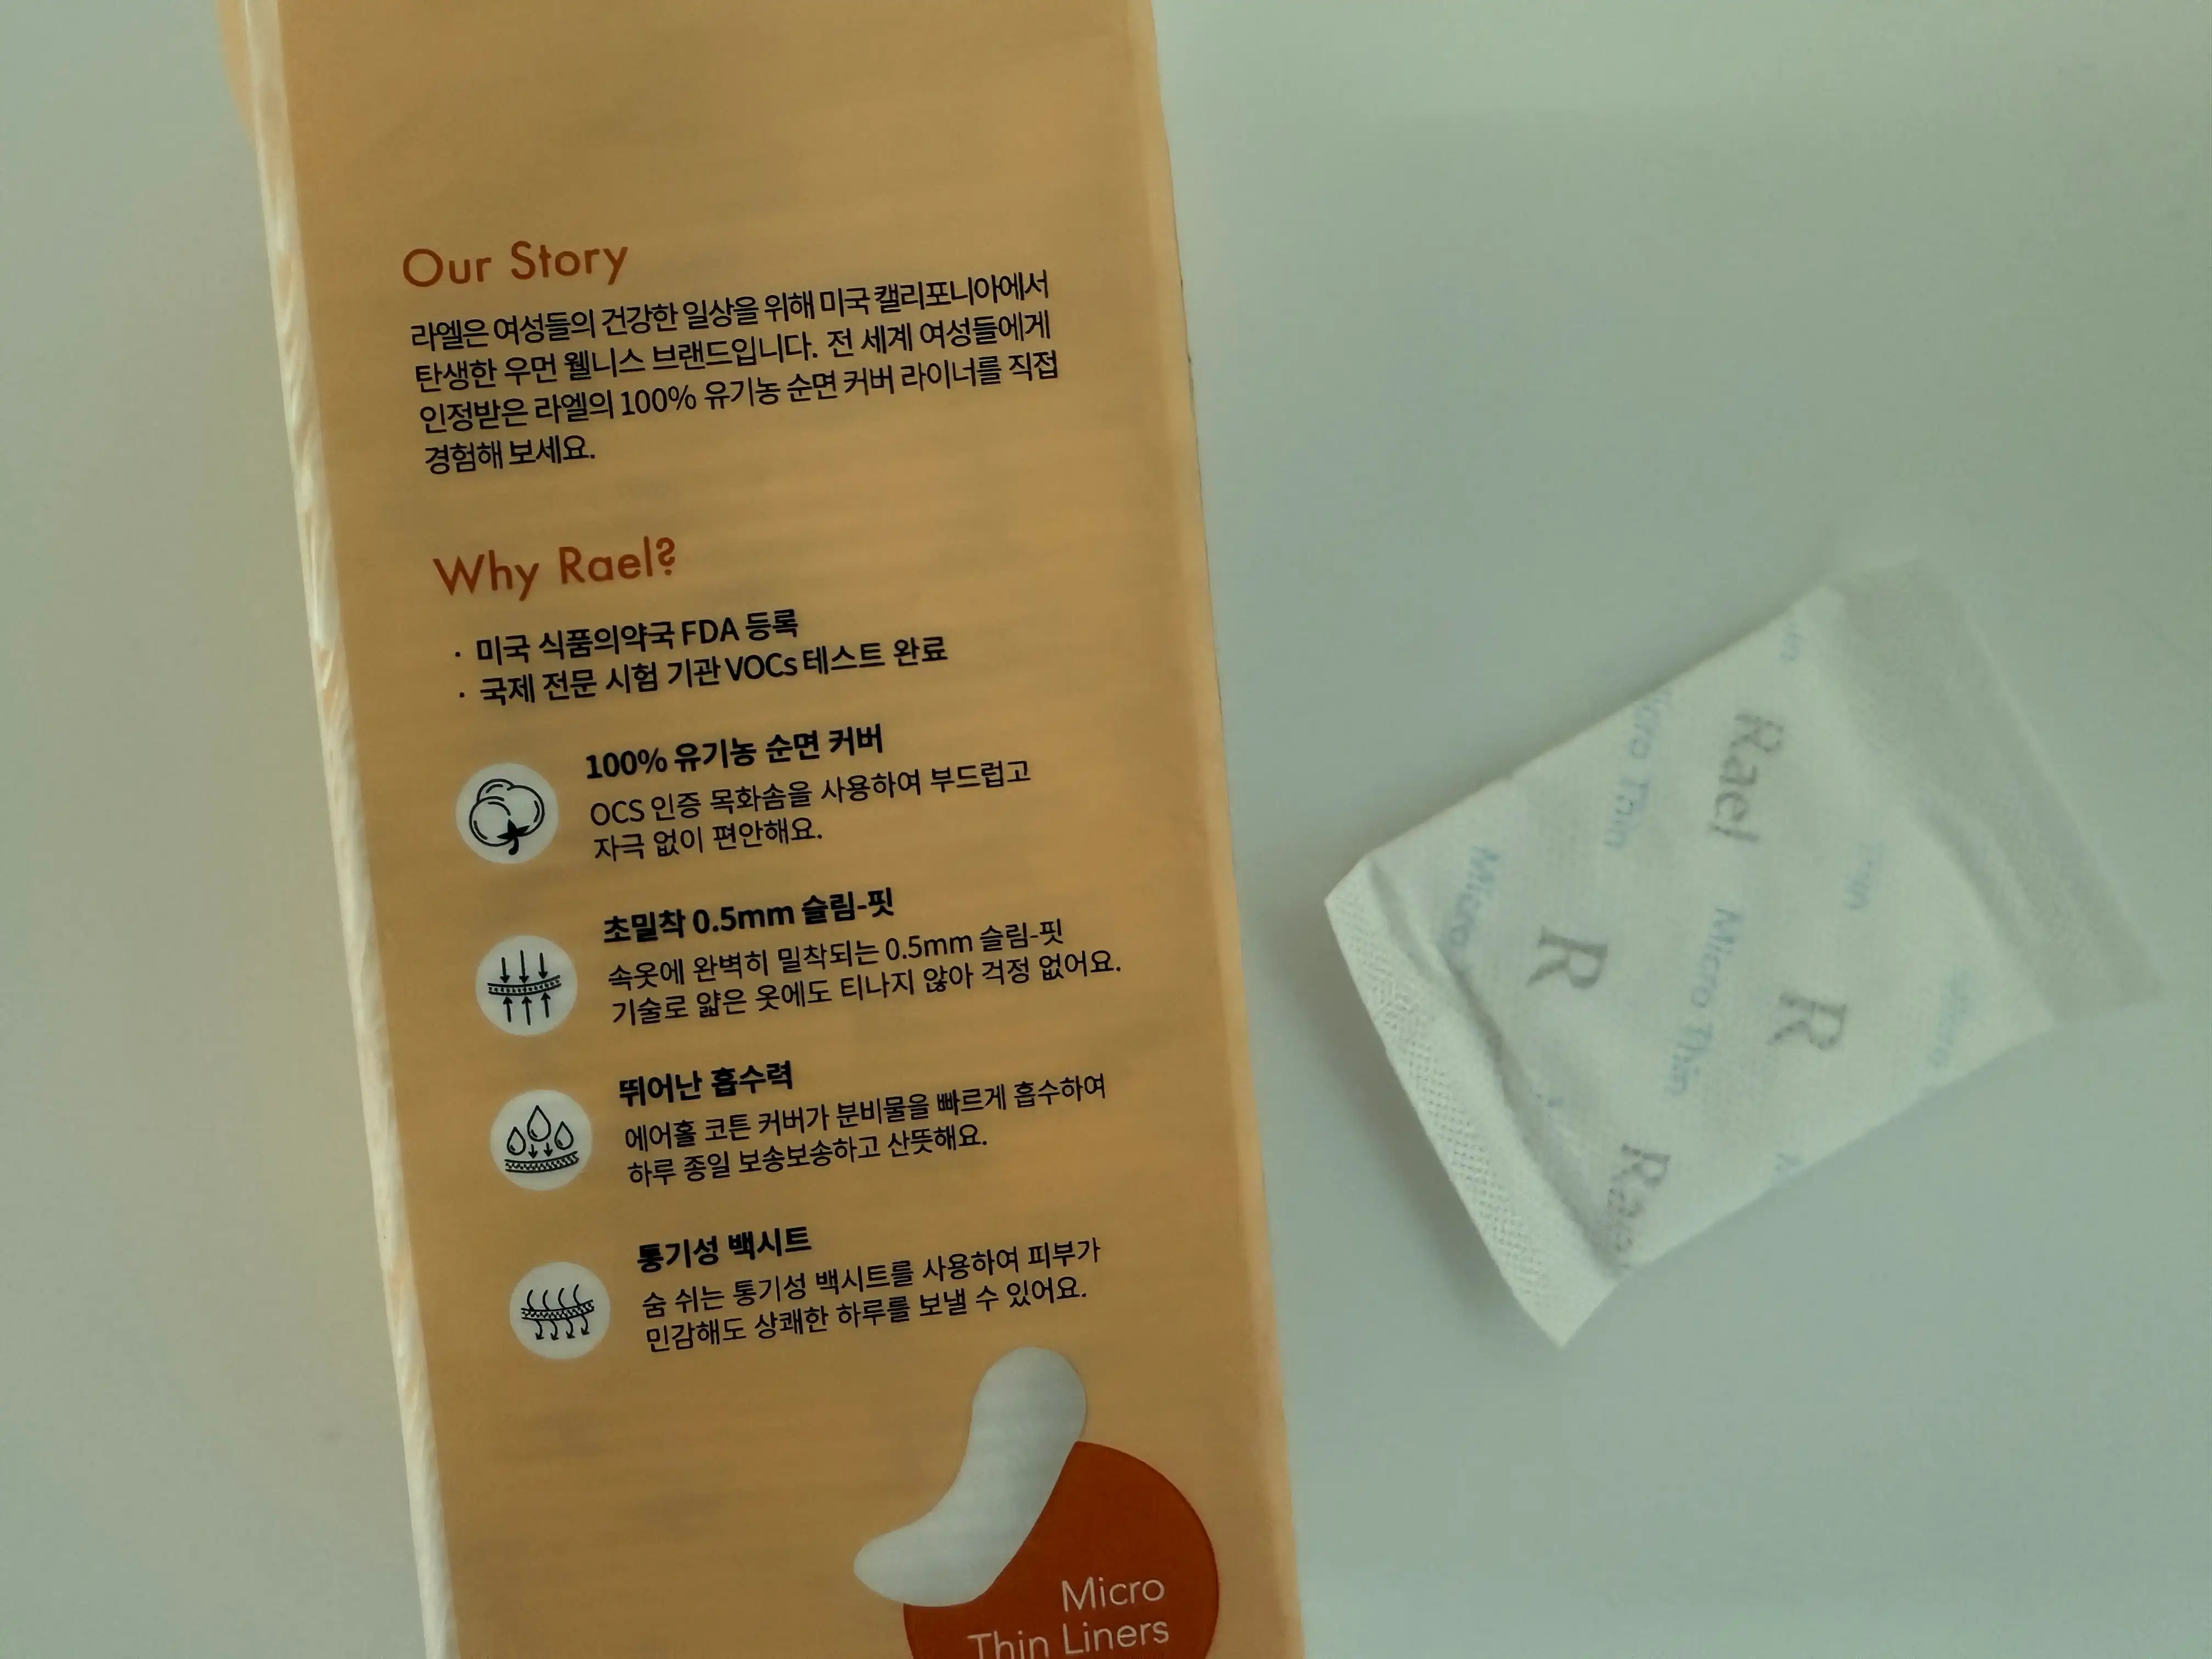 Our Story
라엘은 여성들의 건강한 일상을 위해 미국 캘리포니아에서
탄생한 우먼 웰니스 브랜드입니다. 전 세계 여성들에게
인정받은 라엘의 100% 유기농 순면 커버 라이너를 직접
경험해 보세요.
Why Rael?
· 미국 식품의약국 FDA 등록
· 국제 전문 시험 기관 VOCs 테스트 완료
100% 유기농 순면 커버
OCS 인증 목화솜을 사용하여 부드럽고
자극 없이 편안해요.
초밀착 0.5mm 슬림-핏
속옷에 완벽히 밀착되는 0.5mm 슬림-핏
기술로 얇은 옷에도 티나지 않아 걱정 없어요.
뛰어난 흡수력
에어홀 코튼 커버가 분비물을 빠르게 흡수하여
하루 종일 보송보송하고 산뜻해요.
통기성 백시트
숨 쉬는 통기성 백시트를 사용하여 피부가
민감해도 상쾌한 하루를 보낼 수 있어요.
Micro
Thin Liners
Rael
Micro Thin
R
Micro Thin
R
Micro
Rael